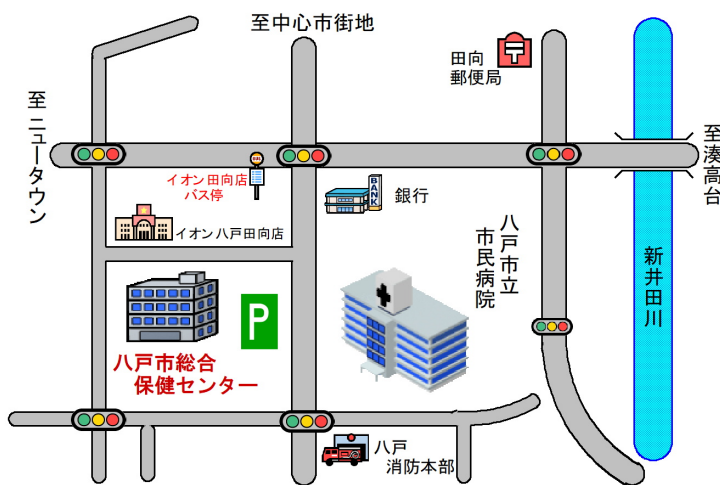 至中心市街地
田向
郵便局
至ニュータウン
至湊高台
BUS
イオン田向店
バス停
BANK
銀行
イオン八戸田向店
八戸市立
市民病院
新井田川
P
八戸市総合
保健センター
八戸
消防本部